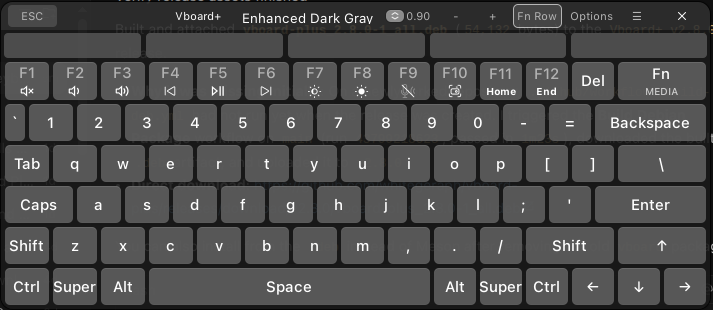 ESC Vboard+ Enhanced Dark Gray 0.90 - + Fn Row Options ☰ ✕
F1 F2 F3 F4 F5 F6 F7 F8 F9 F10 F11 F12 Del Fn
Home End MEDIA
` 1 2 3 4 5 6 7 8 9 0 - = Backspace
Tab q w e r t y u i o p [ ] \
Caps a s d f g h j k l ; ' Enter
Shift z x c v b n m , . / Shift ↑
Ctrl Super Alt Space Alt Super Ctrl ← ↓ →